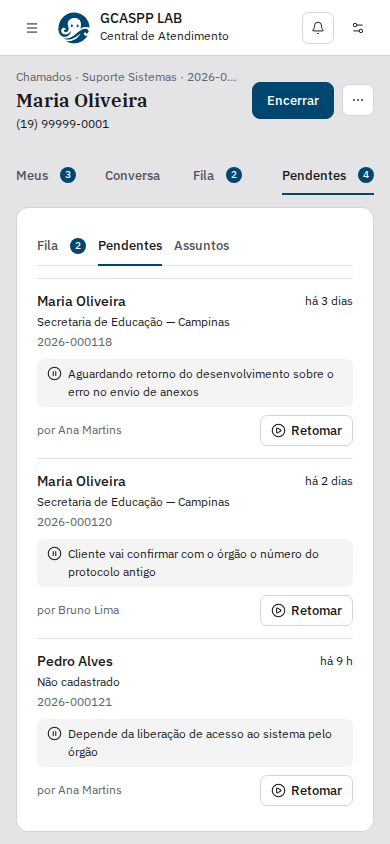 GCASPP LAB
Central de Atendimento
Chamados · Suporte Sistemas · 2026-0...
Maria Oliveira
(19) 99999-0001
Encerrar
Meus 3 Conversa Fila 2 Pendentes 4
Fila 2 Pendentes Assuntos
Maria Oliveira há 3 dias
Secretaria de Educação — Campinas
2026-000118
Aguardando retorno do desenvolvimento sobre o
erro no envio de anexos
por Ana Martins Retomar
Maria Oliveira há 2 dias
Secretaria de Educação — Campinas
2026-000120
Cliente vai confirmar com o órgão o número do
protocolo antigo
por Bruno Lima Retomar
Pedro Alves há 9 h
Não cadastrado
2026-000121
Depende da liberação de acesso ao sistema pelo
órgão
por Ana Martins Retomar